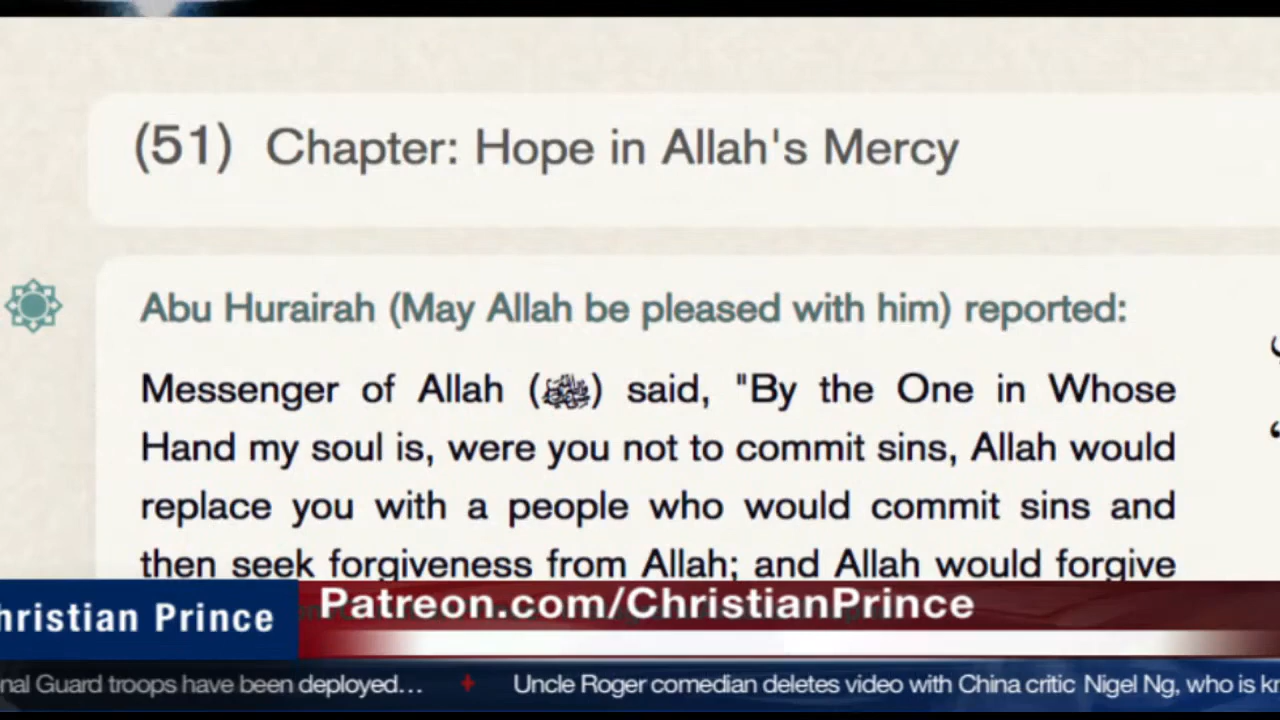 (51) Chapter: Hope in Allah's Mercy
Abu Hurairah (May Allah be pleased with him) reported:
Messenger of Allah (ﷺ) said, "By the One in Whose
Hand my soul is, were you not to commit sins, Allah would
replace you with a people who would commit sins and
then seek forgiveness from Allah; and Allah would forgive
hristian Prince
Patreon.com/ChristianPrince
nal Guard troops have been deployed... + Uncle Roger comedian deletes video with China critic Nigel Ng, who is k